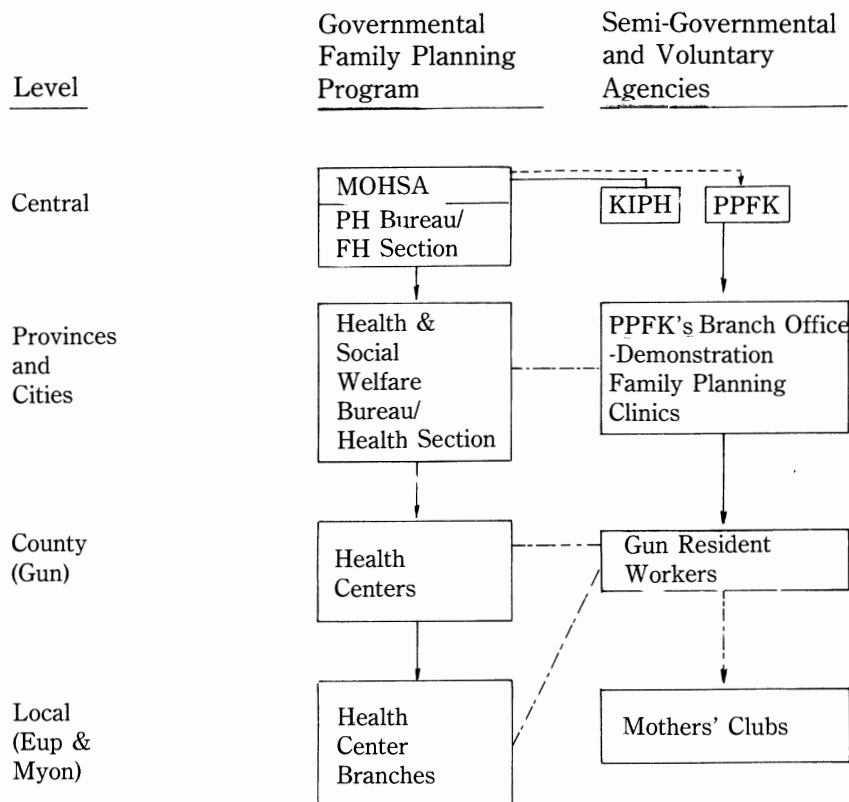 Level
Governmental
Family Planning
Program
Semi-Governmental
and Voluntary
Agencies
Central
MOHSA
PH Bureau/
FH Section
KIPH
PPFK
Provinces
and
Cities
Health &
Social
Welfare
Bureau/
Health Section
PPFK's Branch Office
-Demonstration
Family Planning
Clinics
County
(Gun)
Health
Centers
Gun Resident
Workers
Local
(Eup &
Myon)
Health
Center
Branches
Mothers' Clubs